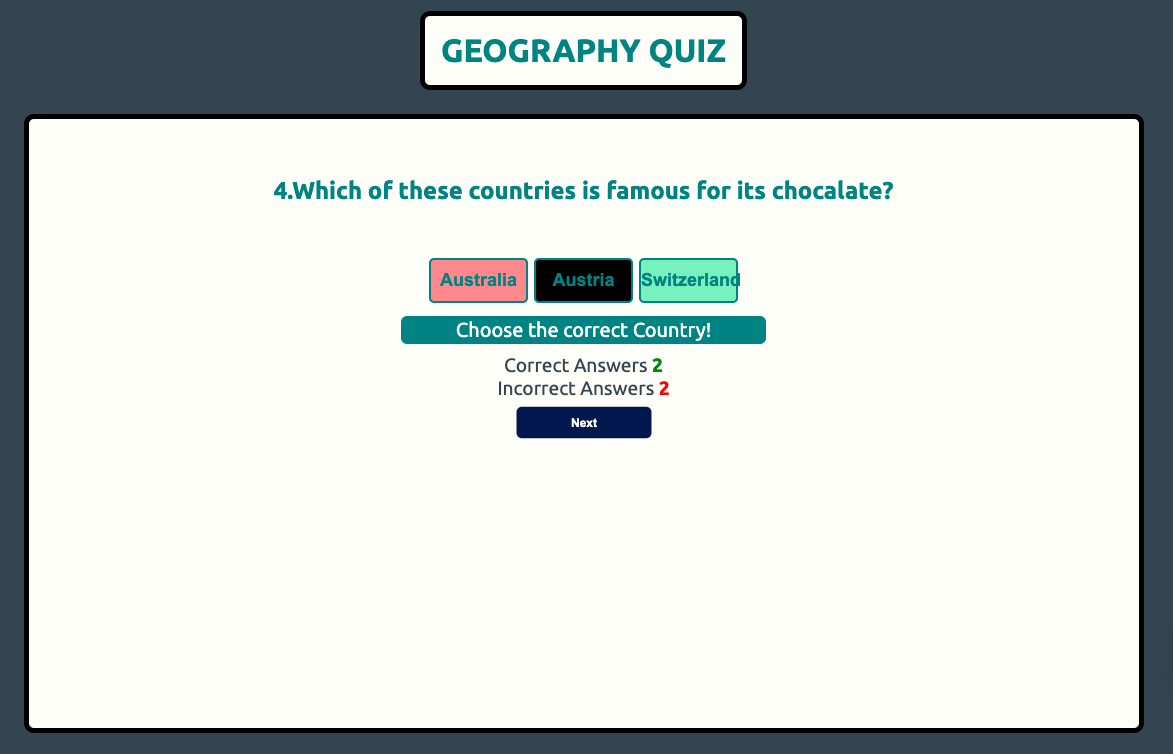 GEOGRAPHY QUIZ
4.Which of these countries is famous for its chocalate?
Australia Austria Switzerland
Choose the correct Country!
Correct Answers 2
Incorrect Answers 2
Next